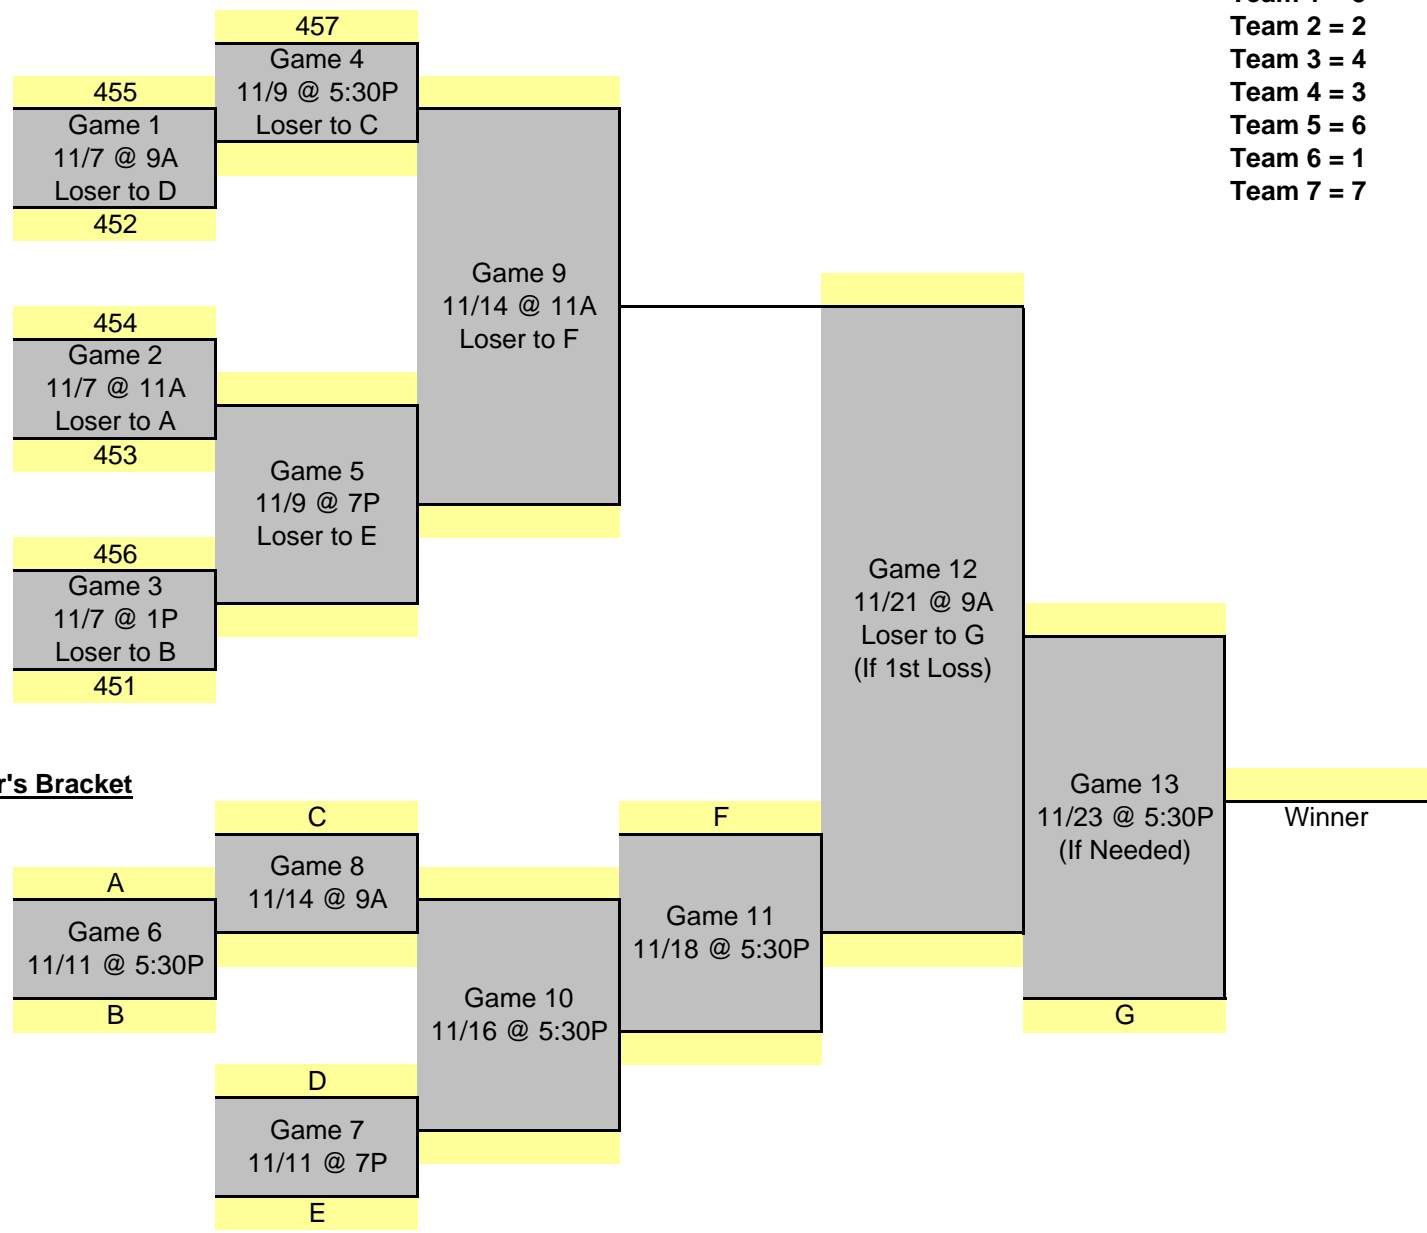 Team 2 = 2
Team 3 = 4
Team 4 = 3
Team 5 = 6
Team 6 = 1
Team 7 = 7
457
Game 4
11/9 @ 5:30P
Loser to C
455
Game 1
11/7 @ 9A
Loser to D
452
454
Game 2
11/7 @ 11A
Loser to A
453
Game 5
11/9 @ 7P
Loser to E
456
Game 3
11/7 @ 1P
Loser to B
451
Game 9
11/14 @ 11A
Loser to F
Game 12
11/21 @ 9A
Loser to G
(If 1st Loss)
Game 13
11/23 @ 5:30P
(If Needed)
G
Winner
r's Bracket
C
Game 8
11/14 @ 9A
A
Game 6
11/11 @ 5:30P
B
D
Game 7
11/11 @ 7P
E
Game 10
11/16 @ 5:30P
F
Game 11
11/18 @ 5:30P